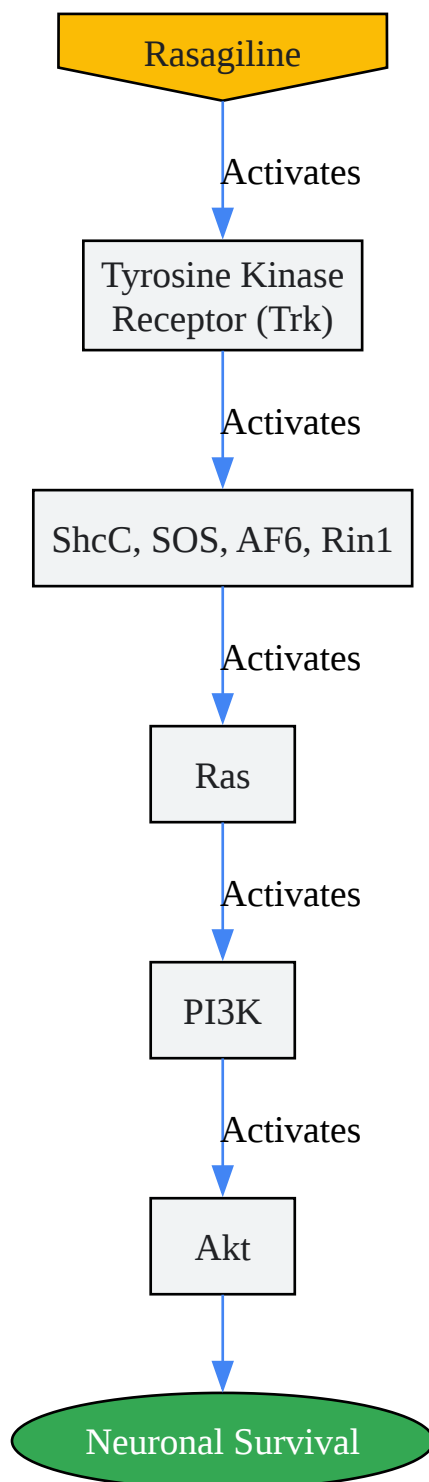 Rasagiline
Activates
Tyrosine Kinase
Receptor (Trk)
Activates
ShcC, SOS, AF6, Rin1
Activates
Ras
Activates
PI3K
Activates
Akt
Neuronal Survival